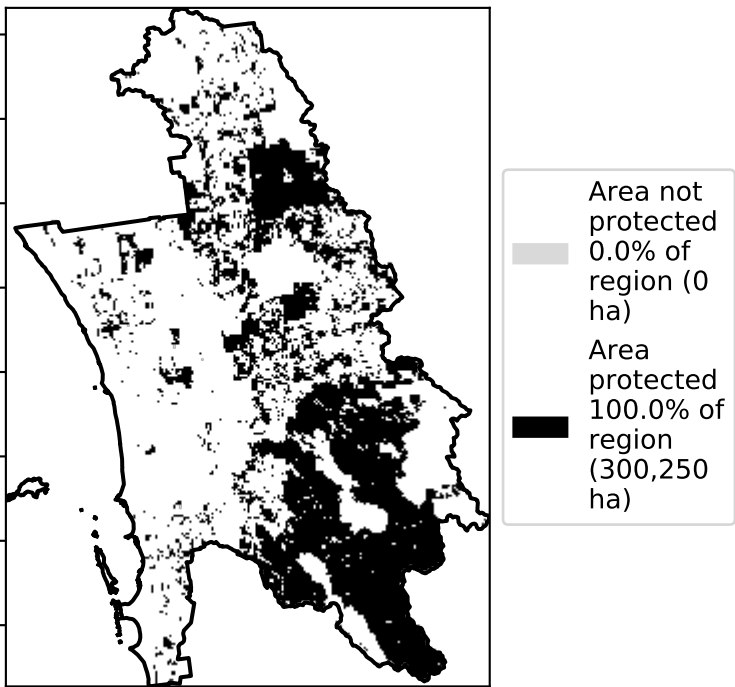 Area not
protected
0.0% of
region (0
ha)
Area
protected
100.0% of
region
(300,250
ha)